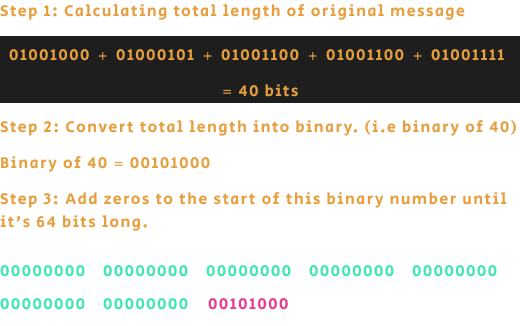 Step 1: Calculating total length of original message
01001000 + 01000101 + 01001100 + 01001100 + 01001111
= 40 bits
Step 2: Convert total length into binary. (i.e binary of 40)
Binary of 40 = 00101000
Step 3: Add zeros to the start of this binary number until
it's 64 bits long.
00000000 00000000 00000000 00000000 00000000
00000000 00000000 00101000